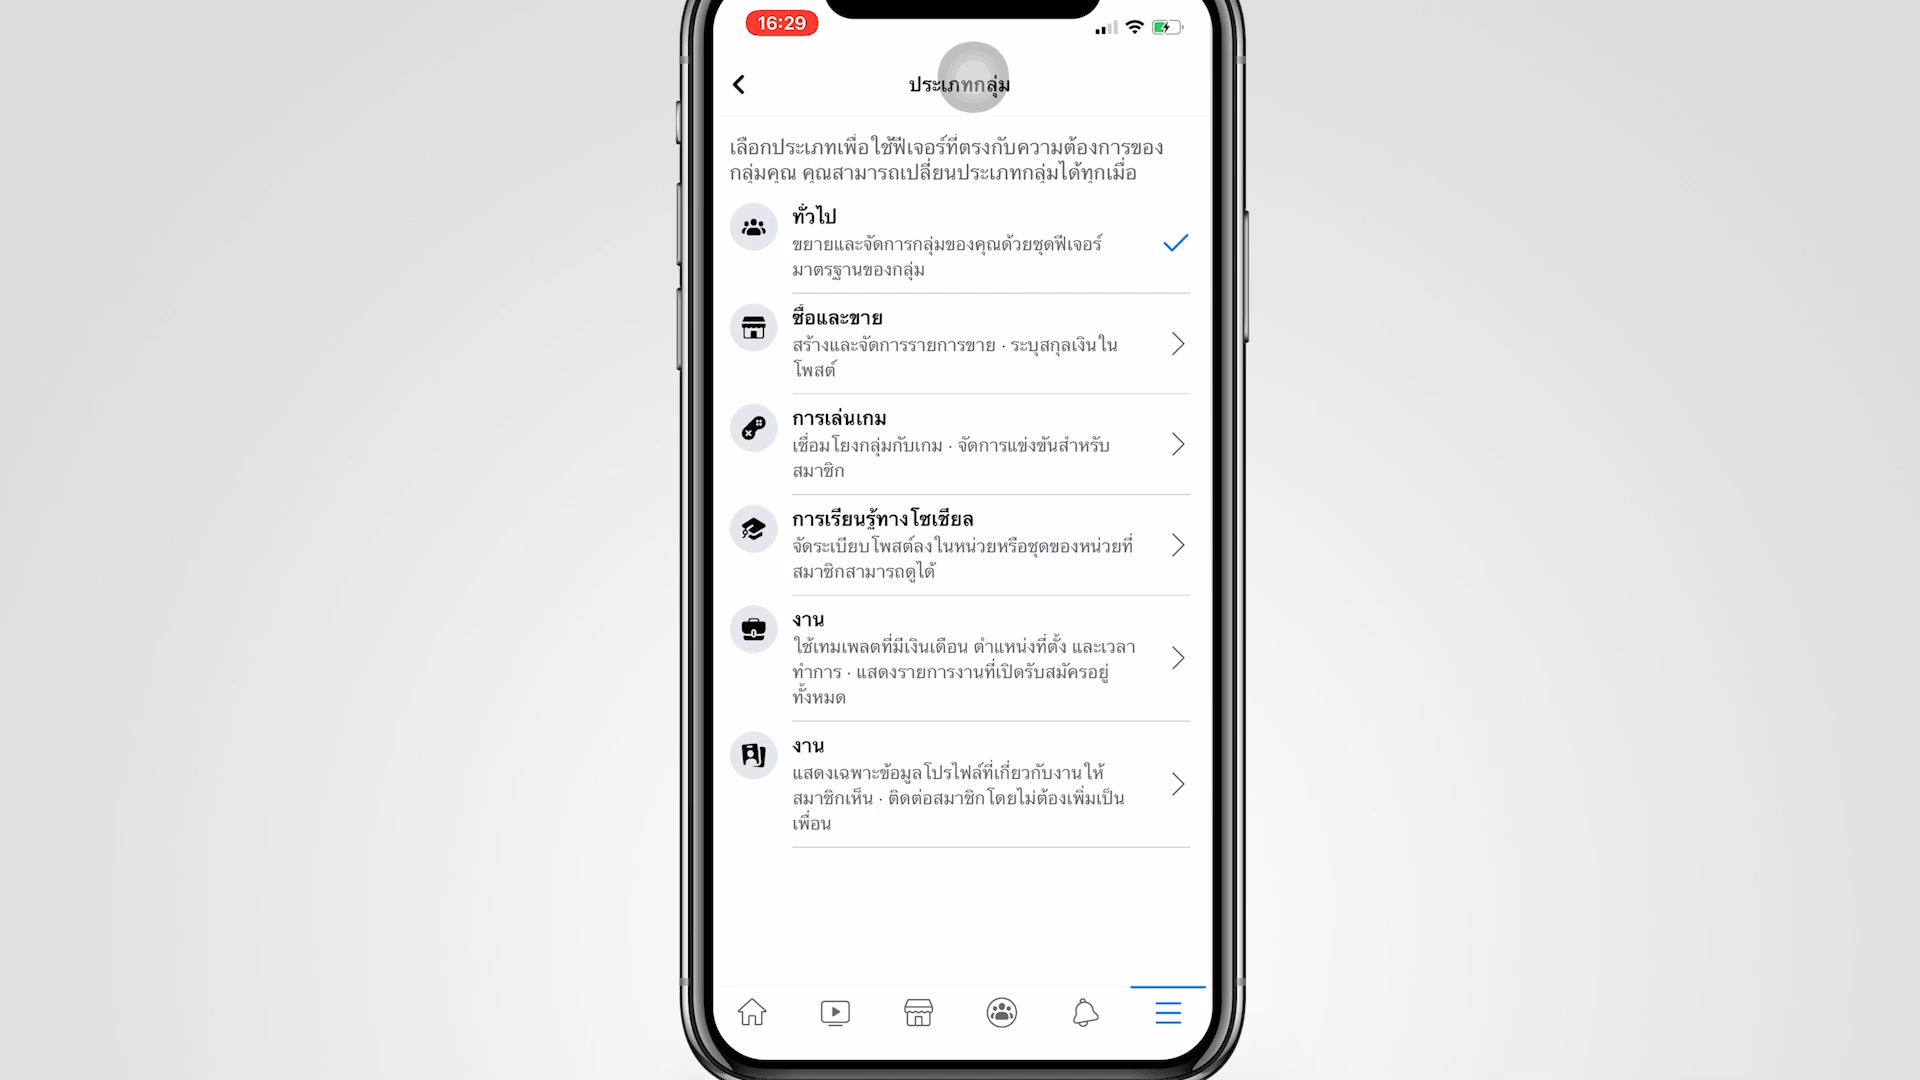 16:29
ประเภทกลุ่ม
เลือกประเภทเพื่อใช้ฟีเจอร์ที่ตรงกับความต้องการของ
กลุ่มคุณ คุณสามารถเปลี่ยนประเภทกลุ่มได้ทุกเมื่อ
ทั่วไป
ขยายและจัดการกลุ่มของคุณด้วยชุดฟีเจอร์
มาตรฐานของกลุ่ม
ซื้อและขาย
สร้างและจัดการรายการขาย · ระบุสกุลเงินใน
โพสต์
การเล่นเกม
เชื่อมโยงกลุ่มกับเกม · จัดการแข่งขันสำหรับ
สมาชิก
การเรียนรู้ทางโซเชียล
จัดระเบียบโพสต์ลงในหน่วยหรือชุดของหน่วยที่
สมาชิกสามารถดูได้
งาน
ใช้เทมเพลตที่มีเงินเดือน ตำแหน่งที่ตั้ง และเวลา
ทำการ · แสดงรายการงานที่เปิดรับสมัครอยู่
ทั้งหมด
งาน
แสดงเฉพาะข้อมูลโปรไฟล์ที่เกี่ยวกับงานให้
สมาชิกเห็น · ติดต่อสมาชิกโดยไม่ต้องเพิ่มเป็น
เพื่อน